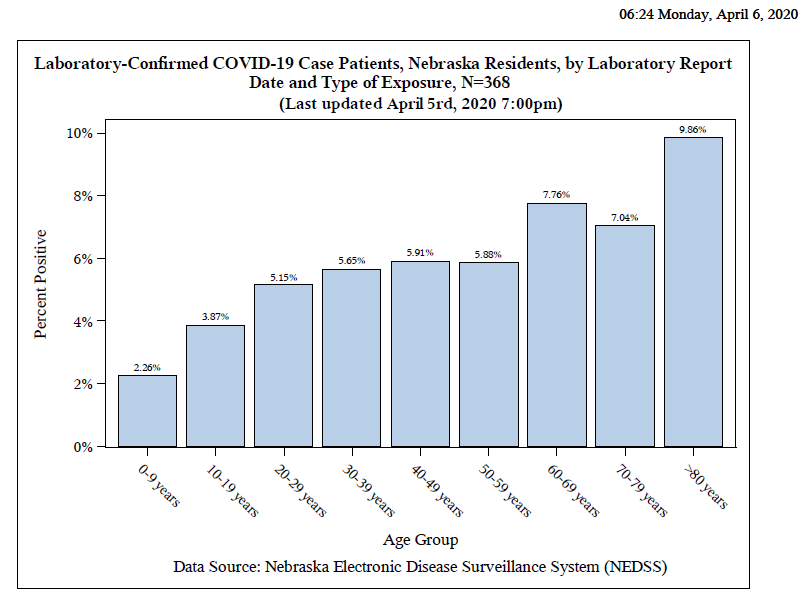 06:24 Monday, April 6, 2020
Laboratory-Confirmed COVID-19 Case Patients, Nebraska Residents, by Laboratory Report
Date and Type of Exposure, N=368
(Last updated April 5rd, 2020 7:00pm)
10%
8%
6%
4%
2%
0%
Percent Positive
2.26%
3.87%
5.15%
5.65%
5.91%
5.88%
7.76%
7.04%
9.86%
0-9 years
10-19 years
20-29 years
30-39 years
40-49 years
50-59 years
60-69 years
70-79 years
>80 years
Age Group
Data Source: Nebraska Electronic Disease Surveillance System (NEDSS)